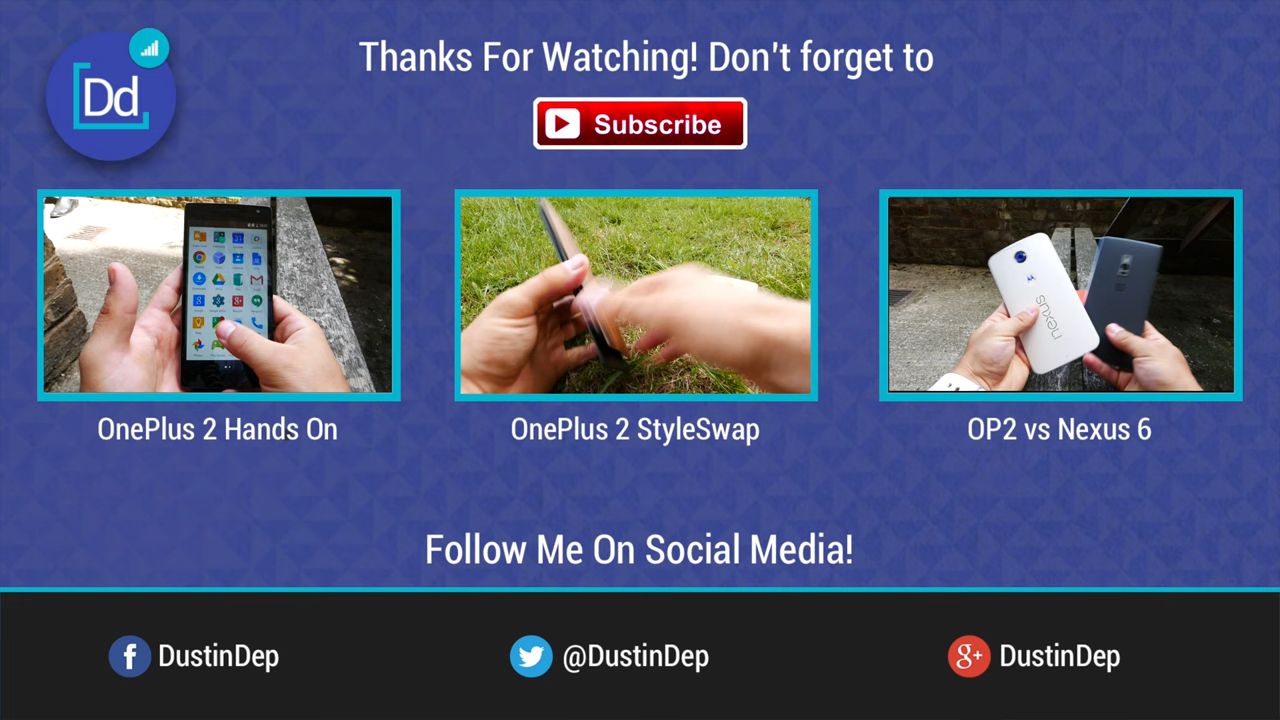 Dd
Thanks For Watching! Don't forget to
Subscribe
nexus
OnePlus 2 Hands On
OnePlus 2 StyleSwap
OP2 vs Nexus 6
Follow Me On Social Media!
f DustinDep
@DustinDep
g+ DustinDep